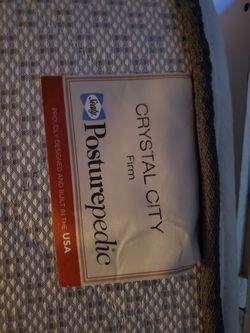 CRYSTAL CITY
Firm
Sealy
Posturepedic
PROUDLY DESIGNED AND BUILT IN THE USA